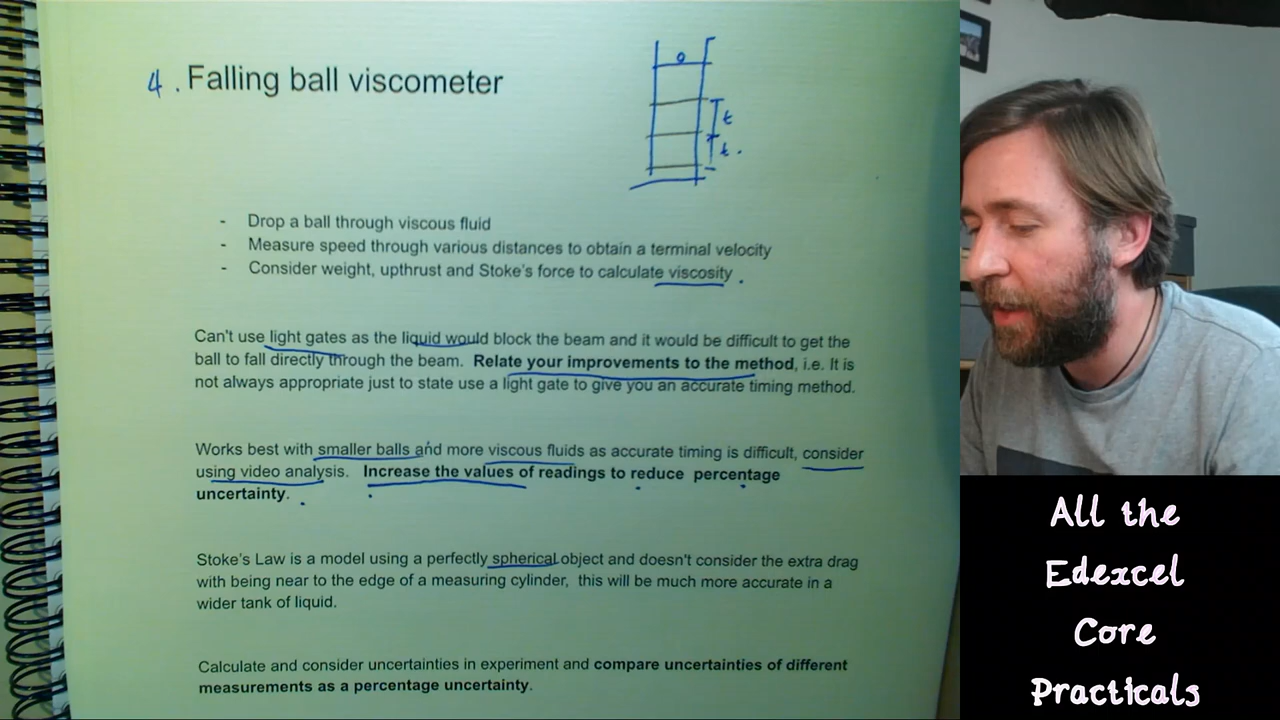 4. Falling ball viscometer
t
t.
- Drop a ball through viscous fluid
- Measure speed through various distances to obtain a terminal velocity
- Consider weight, upthrust and Stoke's force to calculate viscosity.
Can't use light gates as the liquid would block the beam and it would be difficult to get the
ball to fall directly through the beam. Relate your improvements to the method, i.e. It is
not always appropriate just to state use a light gate to give you an accurate timing method.
Works best with smaller balls and more viscous fluids as accurate timing is difficult, consider
using video analysis. Increase the values of readings to reduce percentage
uncertainty.
Stoke's Law is a model using a perfectly spherical object and doesn't consider the extra drag
with being near to the edge of a measuring cylinder, this will be much more accurate in a
wider tank of liquid.
Calculate and consider uncertainties in experiment and compare uncertainties of different
measurements as a percentage uncertainty.
All the
Edexcel
Core
Practicals